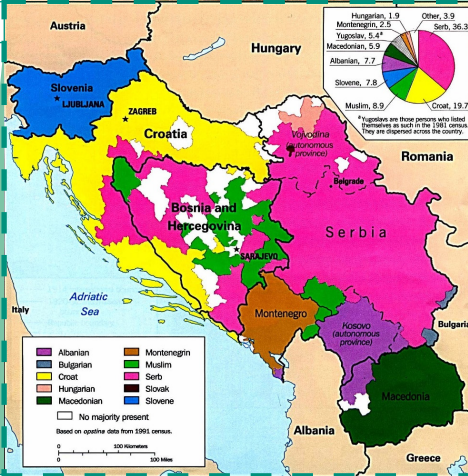 Austria
Hungary
Hungarian, 1.9
Montenegrin, 2.5
Yugoslav, 5.4ᵃ
Macedonian, 5.9
Albanian, 7.7
Slovene, 7.8
Muslim, 8.9
Other, 3.9
Serb, 36.3
Croat, 19.7
ᵃ Yugoslavs are those persons who listed
themselves as such in the 1981 census.
They are dispersed across the country.
Slovenia
LJUBLJANA
ZAGREB
Croatia
Vojvodina
(autonomous
province)
Romania
Belgrade
Bosnia and
Hercegovina
Serbia
SARAJEVO
Adriatic
Sea
Italy
Montenegro
Kosovo
(autonomous
province)
Bulgaria
Macedonia
Albania
Greece
Albanian
Bulgarian
Croat
Hungarian
Macedonian
Montenegrin
Muslim
Serb
Slovak
Slovene
No majority present
Based on opstina data from 1991 census.
0 100 Kilometers
0 100 Miles